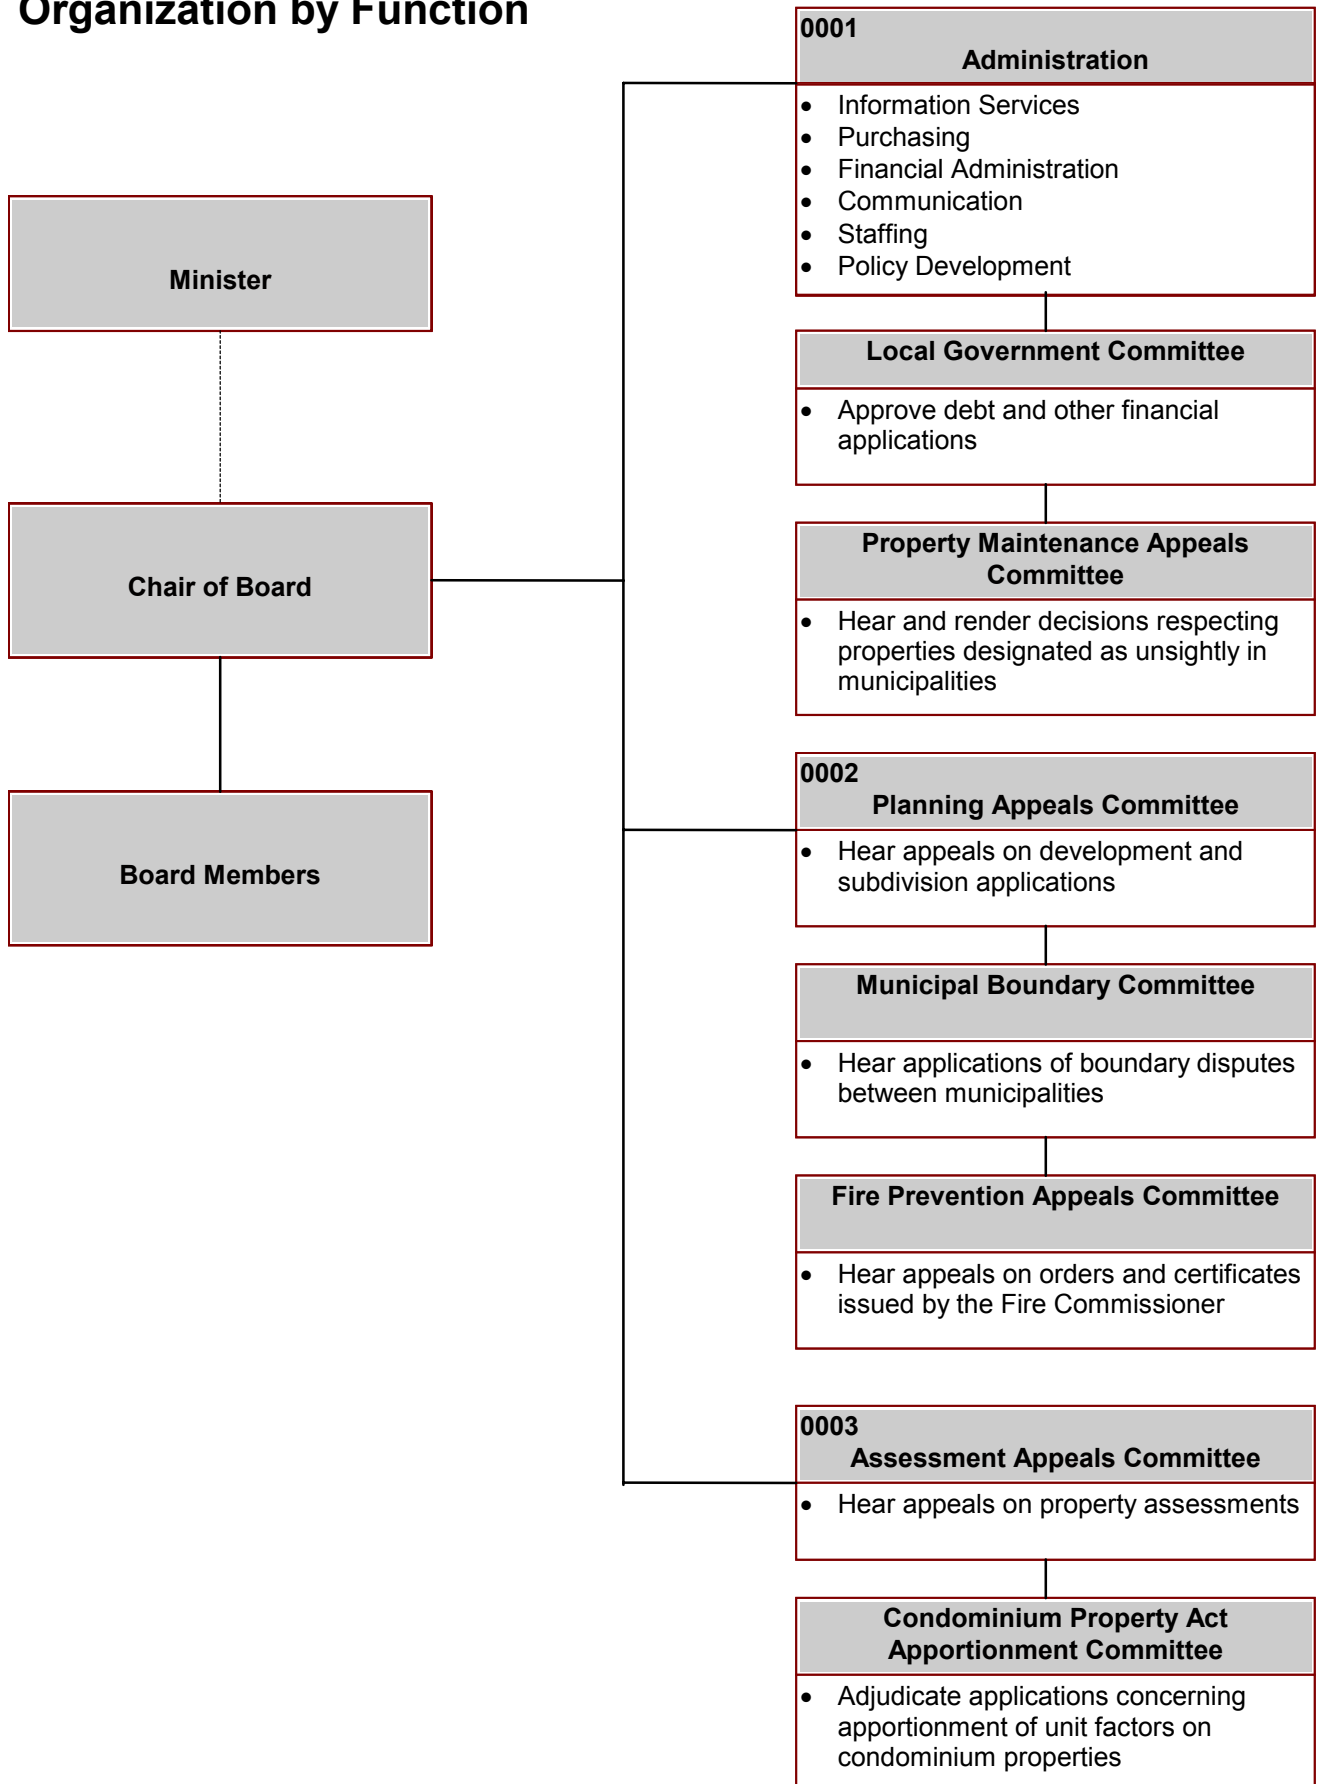 Organization by Function
Minister
Chair of Board
Board Members
0001
Administration
• Information Services
• Purchasing
• Financial Administration
• Communication
• Staffing
• Policy Development
Local Government Committee
• Approve debt and other financial
applications
Property Maintenance Appeals
Committee
• Hear and render decisions respecting
properties designated as unsightly in
municipalities
0002
Planning Appeals Committee
• Hear appeals on development and
subdivision applications
Municipal Boundary Committee
• Hear applications of boundary disputes
between municipalities
Fire Prevention Appeals Committee
• Hear appeals on orders and certificates
issued by the Fire Commissioner
0003
Assessment Appeals Committee
• Hear appeals on property assessments
Condominium Property Act
Apportionment Committee
• Adjudicate applications concerning
apportionment of unit factors on
condominium properties